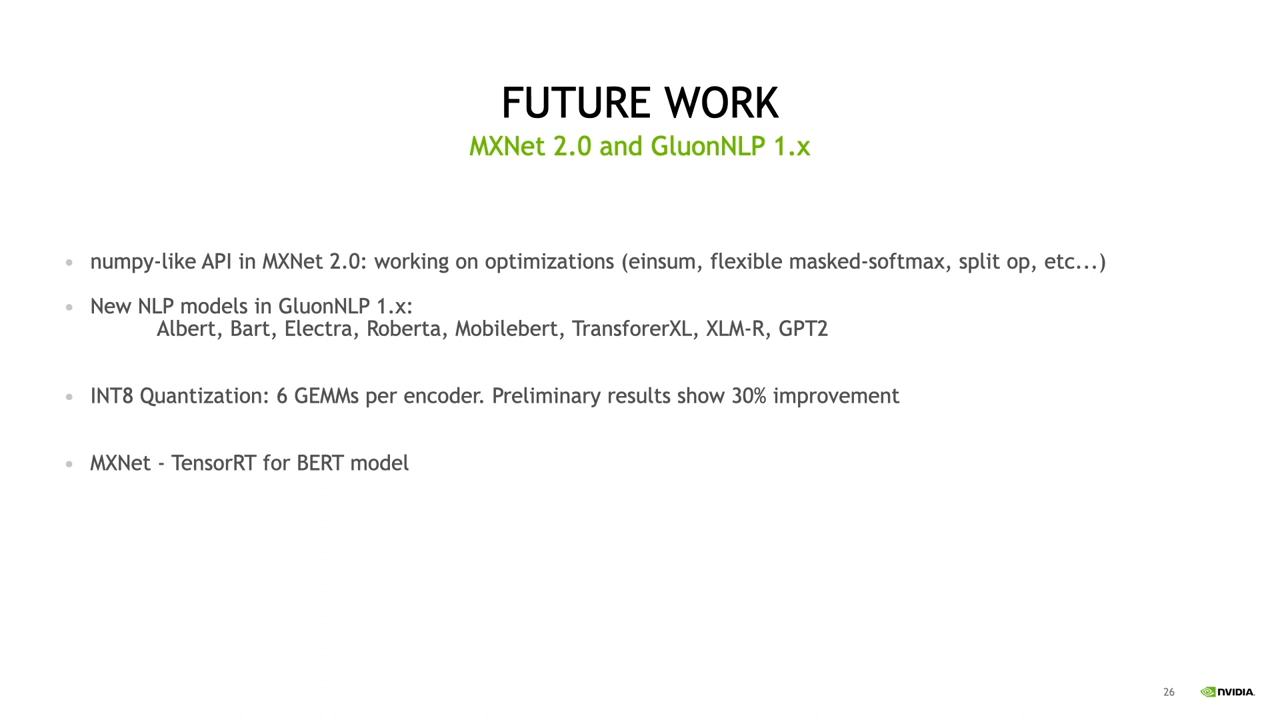 FUTURE WORK
MXNet 2.0 and GluonNLP 1.x
numpy-like API in MXNet 2.0: working on optimizations (einsum, flexible masked-softmax, split op, etc...)
New NLP models in GluonNLP 1.x:
Albert, Bart, Electra, Roberta, Mobilebert, TransforerXL, XLM-R, GPT2
INT8 Quantization: 6 GEMMs per encoder. Preliminary results show 30% improvement
MXNet - TensorRT for BERT model
26
NVIDIA.